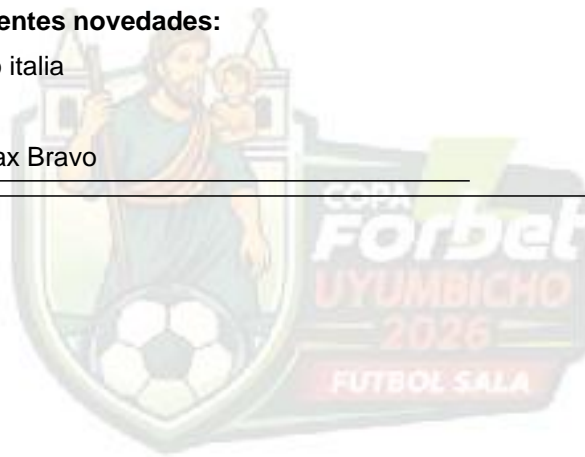 entes novedades:
o italia
ax Bravo
COPA
Forbet
UYUMBICHO
2026
FUTBOL SALA